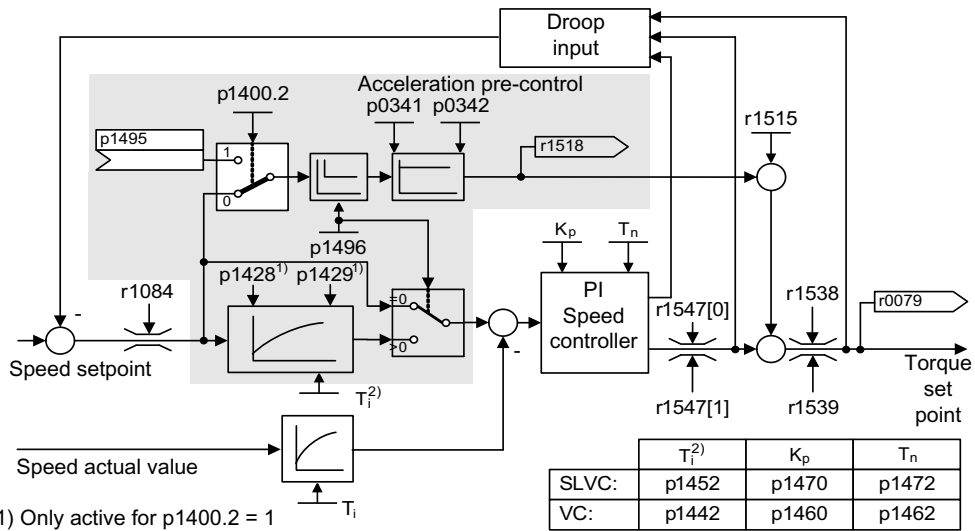 Droop
input
Acceleration pre-control
p1400.2
p0341
p0342
r1515
p1495
r1518
1
0
p1496
Kp
Tn
p1428 1)
p1429 1)
r1084
=0
>0
PI
Speed
controller
r1547[0]
r1538
r0079
-
-
Speed setpoint
Ti 2)
r1547[1]
r1539
Torque
set
point
Speed actual value
Ti
Ti 2) Kp Tn
SLVC: p1452 p1470 p1472
VC: p1442 p1460 p1462
1) Only active for p1400.2 = 1